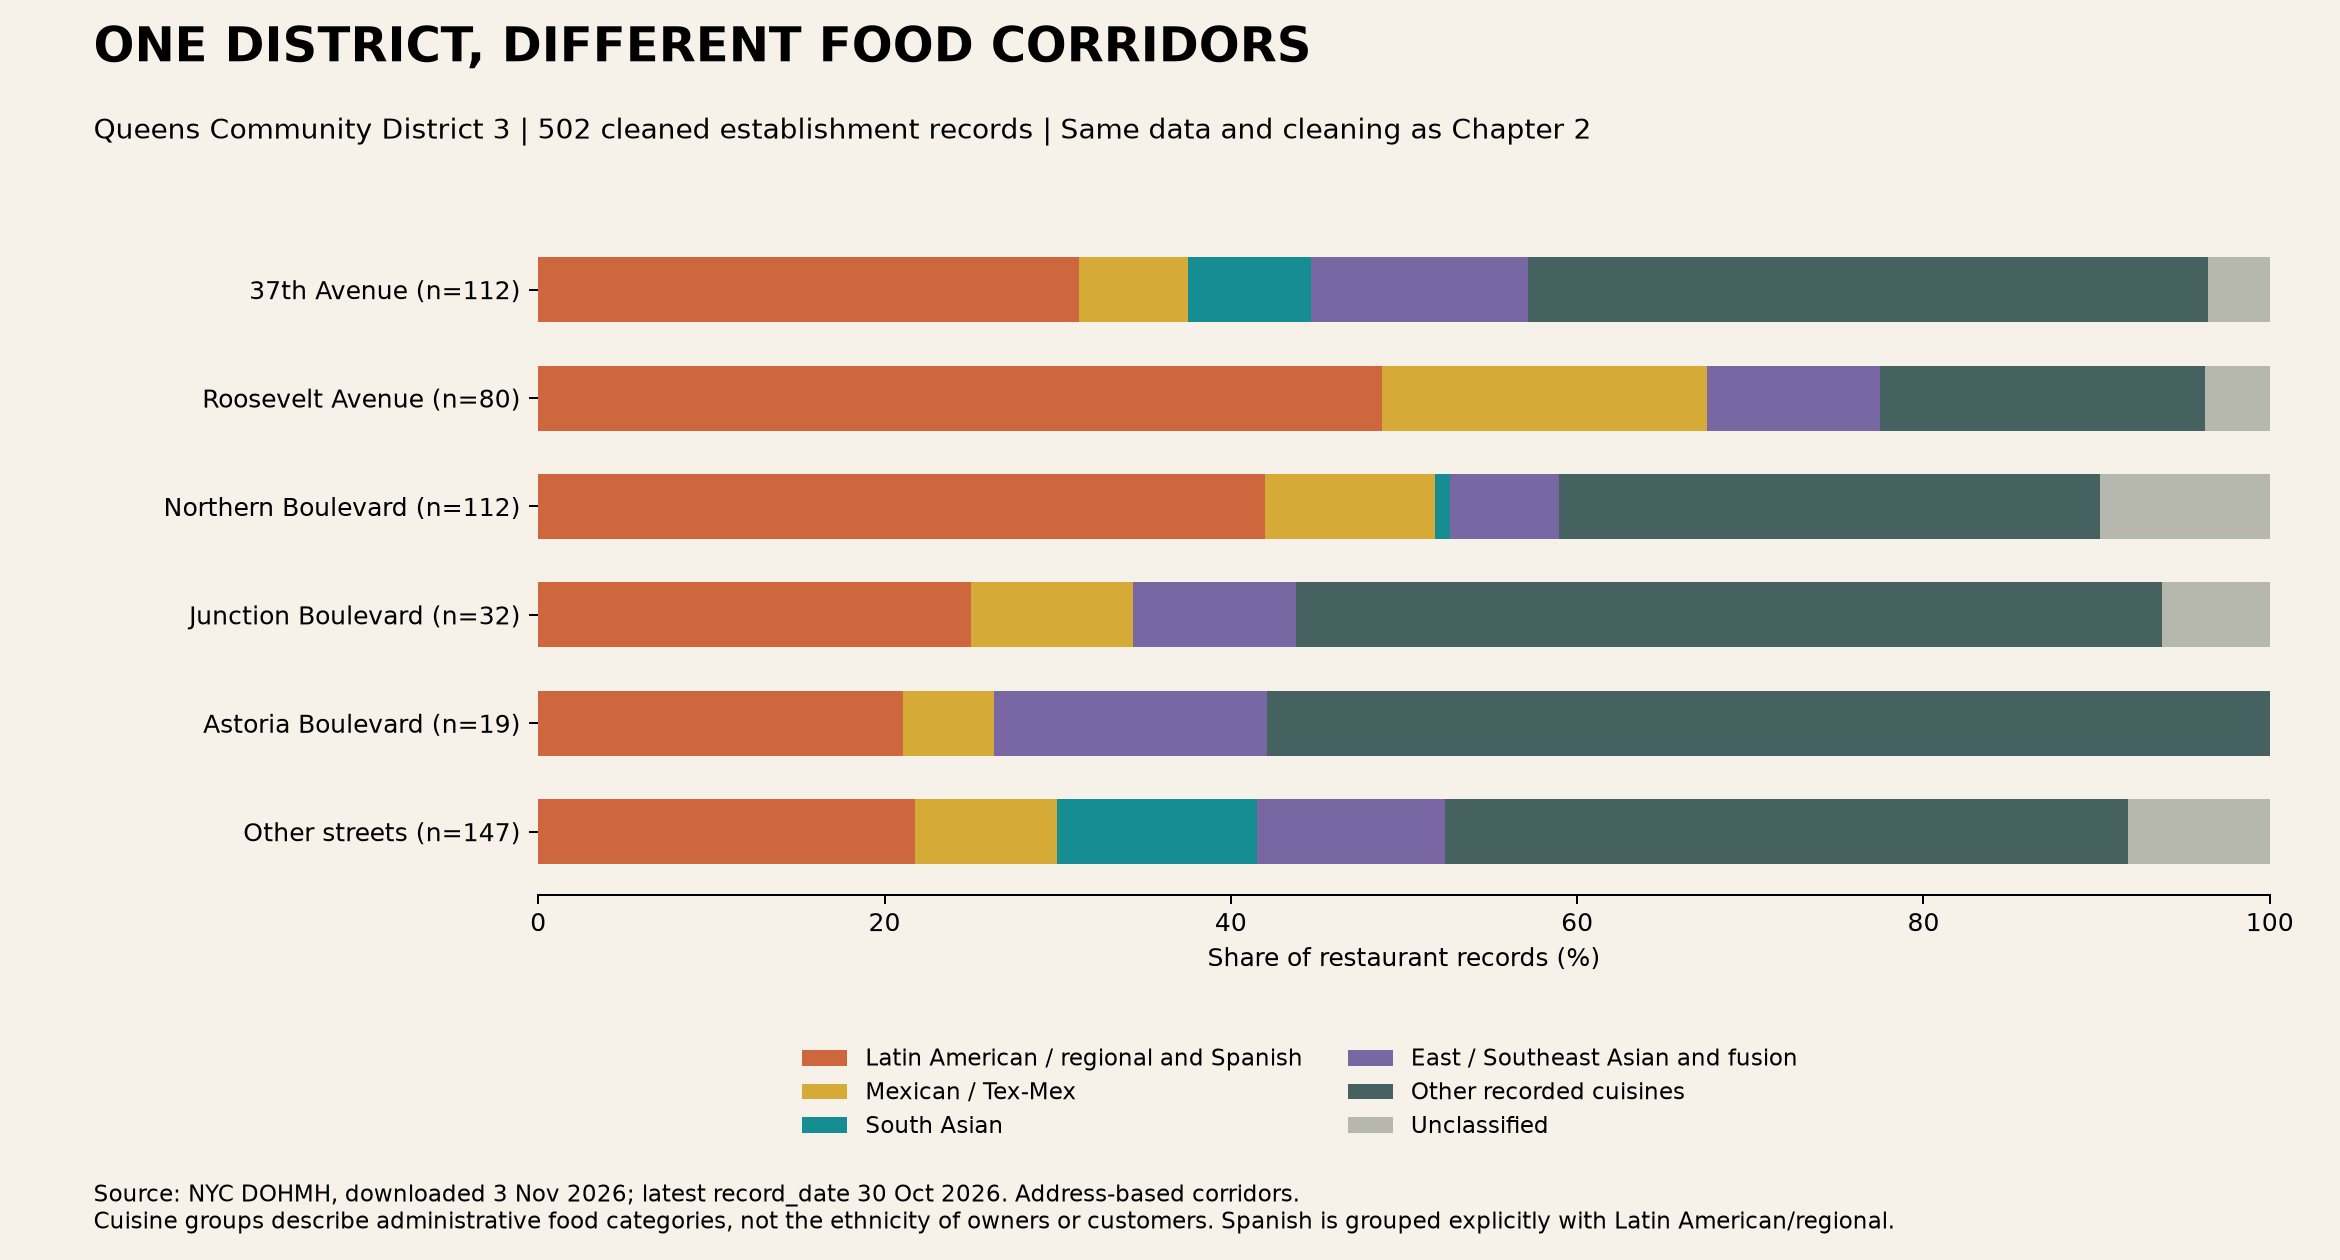 ONE DISTRICT, DIFFERENT FOOD CORRIDORS
Queens Community District 3 | 502 cleaned establishment records | Same data and cleaning as Chapter 2
37th Avenue (n=112)
Roosevelt Avenue (n=80)
Northern Boulevard (n=112)
Junction Boulevard (n=32)
Astoria Boulevard (n=19)
Other streets (n=147)
0 20 40 60 80 100
Share of restaurant records (%)
Latin American / regional and Spanish
Mexican / Tex-Mex
South Asian
East / Southeast Asian and fusion
Other recorded cuisines
Unclassified
Source: NYC DOHMH, downloaded 3 Nov 2026; latest record_date 30 Oct 2026. Address-based corridors.
Cuisine groups describe administrative food categories, not the ethnicity of owners or customers. Spanish is grouped explicitly with Latin American/regional.